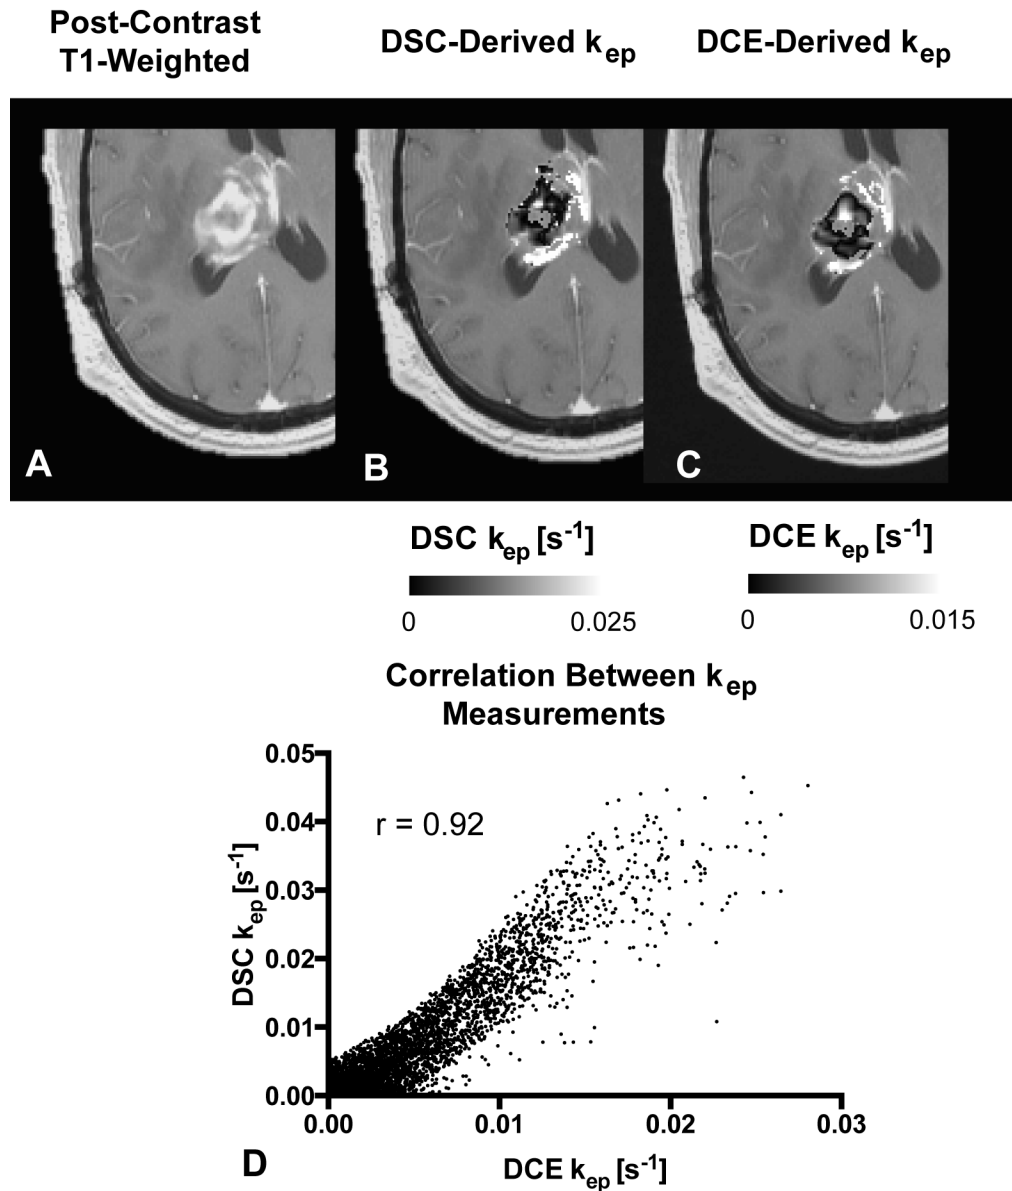 Post-Contrast
T1-Weighted
DSC-Derived kep
DCE-Derived kep
A
B
C
DSC kep [s-1]
0
0.025
DCE kep [s-1]
0
0.015
Correlation Between kep
Measurements
r = 0.92
DSC kep [s-1]
0.05
0.04
0.03
0.02
0.01
0.00
0.00
0.01
0.02
0.03
DCE kep [s-1]
D